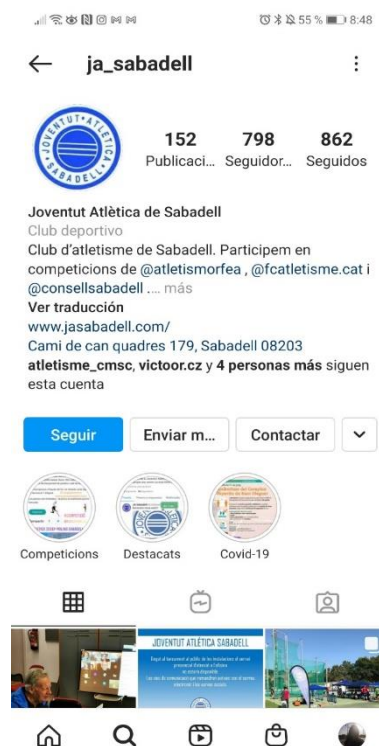 55 % 8:48
ja_sabadell
JOVENTUT ATLETICA
SABADELL
152 798 862
Publicaci... Seguidor... Seguidos
Joventut Atlètica de Sabadell
Club deportivo
Club d'atletisme de Sabadell. Participem en
competicions de @atletismorfea , @fcatletisme.cat i
@consellsabadell .... más
Ver traducción
www.jasabadell.com/
Cami de can quadres 179, Sabadell 08203
atletisme_cmsc, victoor.cz y 4 personas más siguen
esta cuenta
Seguir Enviar m... Contactar
Competicions Destacats Covid-19
JOVENTUT ATLÈTICA SABADELL